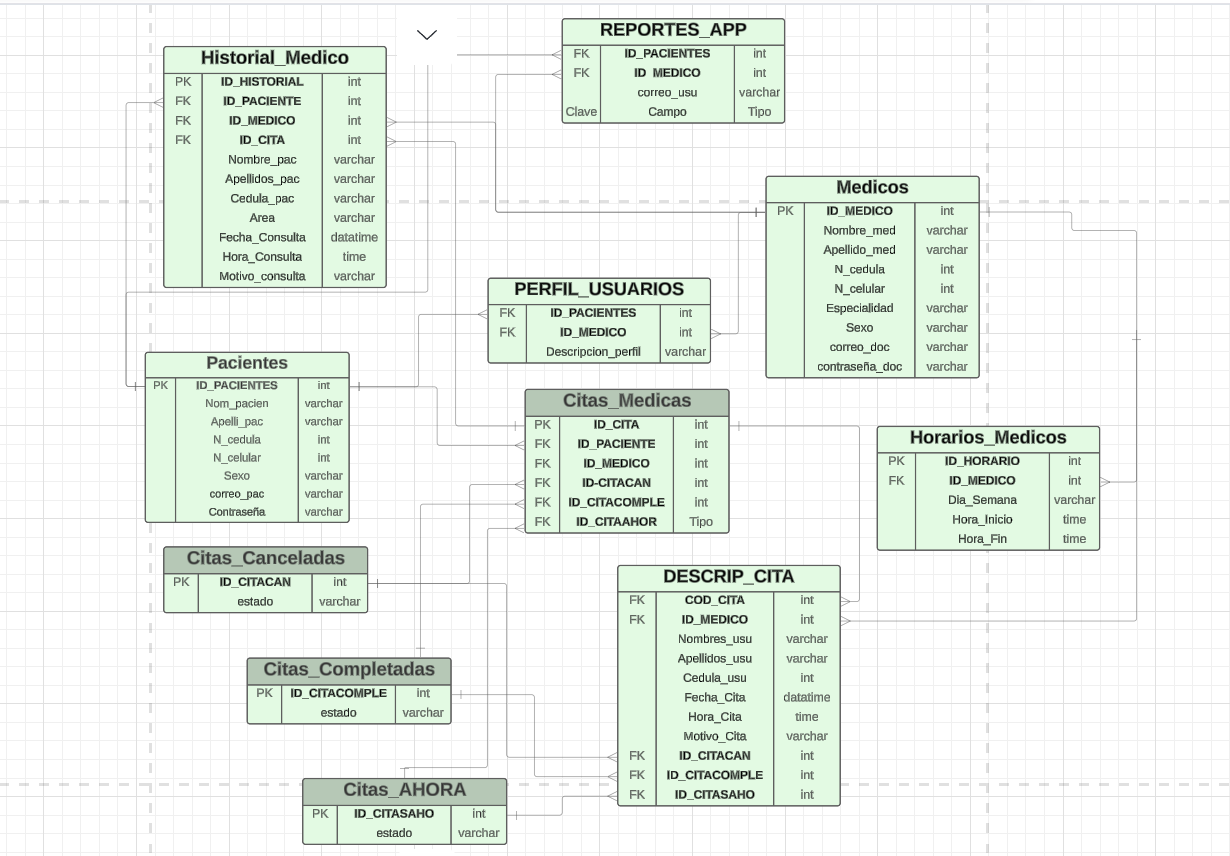 REPORTES_APP
FK ID_PACIENTES int
FK ID_MEDICO int
correo_usu varchar
Clave Campo Tipo
Historial_Medico
PK ID_HISTORIAL int
FK ID_PACIENTE int
FK ID_MEDICO int
FK ID_CITA int
Nombre_pac varchar
Apellidos_pac varchar
Cedula_pac varchar
Area varchar
Fecha_Consulta datatime
Hora_Consulta time
Motivo_consulta varchar
Medicos
PK ID_MEDICO int
Nombre_med varchar
Apellido_med varchar
N_cedula int
N_celular int
Especialidad varchar
Sexo varchar
correo_doc varchar
contraseña_doc varchar
PERFIL_USUARIOS
FK ID_PACIENTES int
FK ID_MEDICO int
Descripcion_perfil varchar
Pacientes
PK ID_PACIENTES int
Nom_pacien varchar
Apelli_pac varchar
N_cedula int
N_celular int
Sexo varchar
correo_pac varchar
Contraseña varchar
Citas_Medicas
PK ID_CITA int
FK ID_PACIENTE int
FK ID_MEDICO int
FK ID-CITACAN int
FK ID_CITACOMPLE int
FK ID_CITAAHOR Tipo
Horarios_Medicos
PK ID_HORARIO int
FK ID_MEDICO int
Dia_Semana varchar
Hora_Inicio time
Hora_Fin time
Citas_Canceladas
PK ID_CITACAN int
estado varchar
DESCRIP_CITA
FK COD_CITA int
FK ID_MEDICO int
Nombres_usu varchar
Apellidos_usu varchar
Cedula_usu int
Fecha_Cita datatime
Hora_Cita time
Motivo_Cita varchar
FK ID_CITACAN int
FK ID_CITACOMPLE int
FK ID_CITASAHO int
Citas_Completadas
PK ID_CITACOMPLE int
estado varchar
Citas_AHORA
PK ID_CITASAHO int
estado varchar